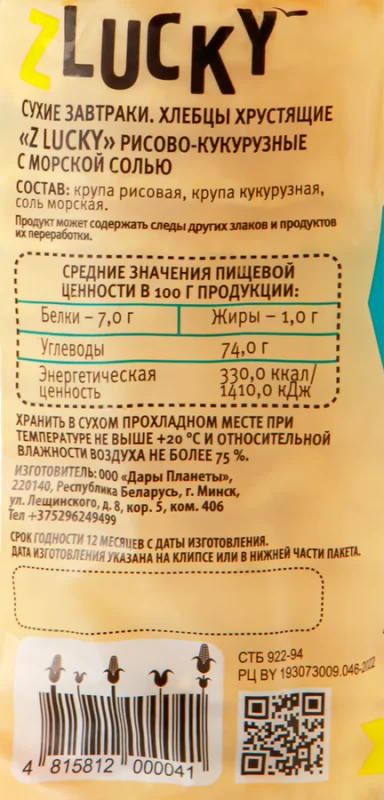 ZLUCKY
СУХИЕ ЗАВТРАКИ. ХЛЕБЦЫ ХРУСТЯЩИЕ
«Z LUCKY» РИСОВО-КУКУРУЗНЫЕ
С МОРСКОЙ СОЛЬЮ
СОСТАВ: крупа рисовая, крупа кукурузная,
соль морская.
Продукт может содержать следы других злаков и продуктов
их переработки.
СРЕДНИЕ ЗНАЧЕНИЯ ПИЩЕВОЙ
ЦЕННОСТИ В 100 Г ПРОДУКЦИИ:
Белки – 7,0 г Жиры – 1,0 г
Углеводы 74,0 г
Энергетическая 330,0 ккал/
ценность 1410,0 кДж
ХРАНИТЬ В СУХОМ ПРОХЛАДНОМ МЕСТЕ ПРИ
ТЕМПЕРАТУРЕ НЕ ВЫШЕ +20 °С И ОТНОСИТЕЛЬНОЙ
ВЛАЖНОСТИ ВОЗДУХА НЕ БОЛЕЕ 75 %.
ИЗГОТОВИТЕЛЬ: ООО «Дары Планеты»,
220140, Республика Беларусь, г. Минск,
ул. Лещинского, д. 8, кор. 5, ком. 406
Тел +375296249499
СРОК ГОДНОСТИ 12 МЕСЯЦЕВ С ДАТЫ ИЗГОТОВЛЕНИЯ.
ДАТА ИЗГОТОВЛЕНИЯ УКАЗАНА НА КЛИПСЕ ИЛИ В НИЖНЕЙ ЧАСТИ ПАКЕТА.
СТБ 922-94
РЦ BY 193073009.046-2022
4 815812 000041